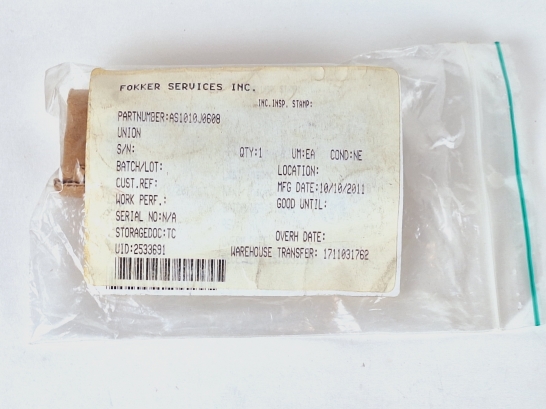 FOKKER SERVICES INC.
INC.INSP. STAMP:
PARTNUMBER:AS1010J0608
UNION
S/N: QTY:1 UM:EA COND:NE
BATCH/LOT: LOCATION:
CUST.REF: MFG DATE:10/10/2011
WORK PERF.: GOOD UNTIL:
SERIAL NO:N/A
STORAGEDOC:TC OVERH DATE:
UID:2533691 WAREHOUSE TRANSFER: 1711031762